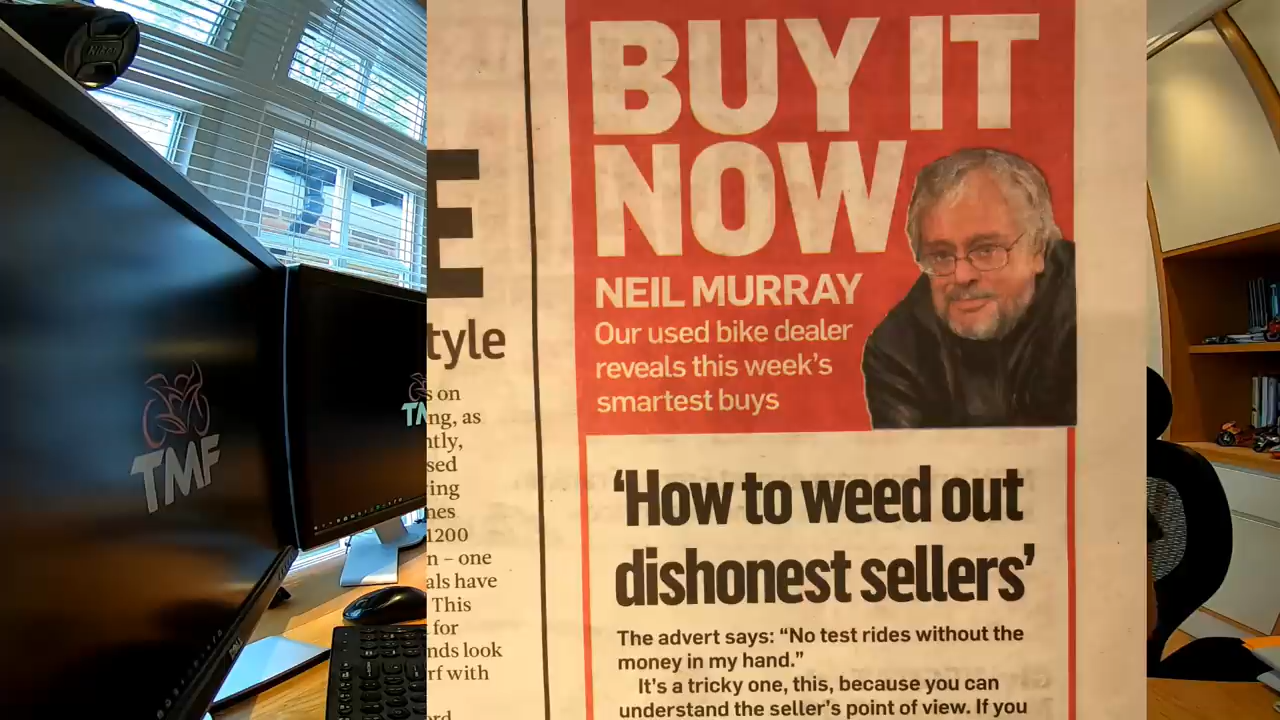 Nikon
TMF
E
tyle
s on
ng, as
ntly,
sed
ing
nes
1200
n – one
als have
This
for
nds look
rf with
BUY IT
NOW
NEIL MURRAY
Our used bike dealer
reveals this week's
smartest buys
'How to weed out
dishonest sellers'
The advert says: “No test rides without the
money in my hand.”
It's a tricky one, this, because you can
understand the seller's point of view. If you